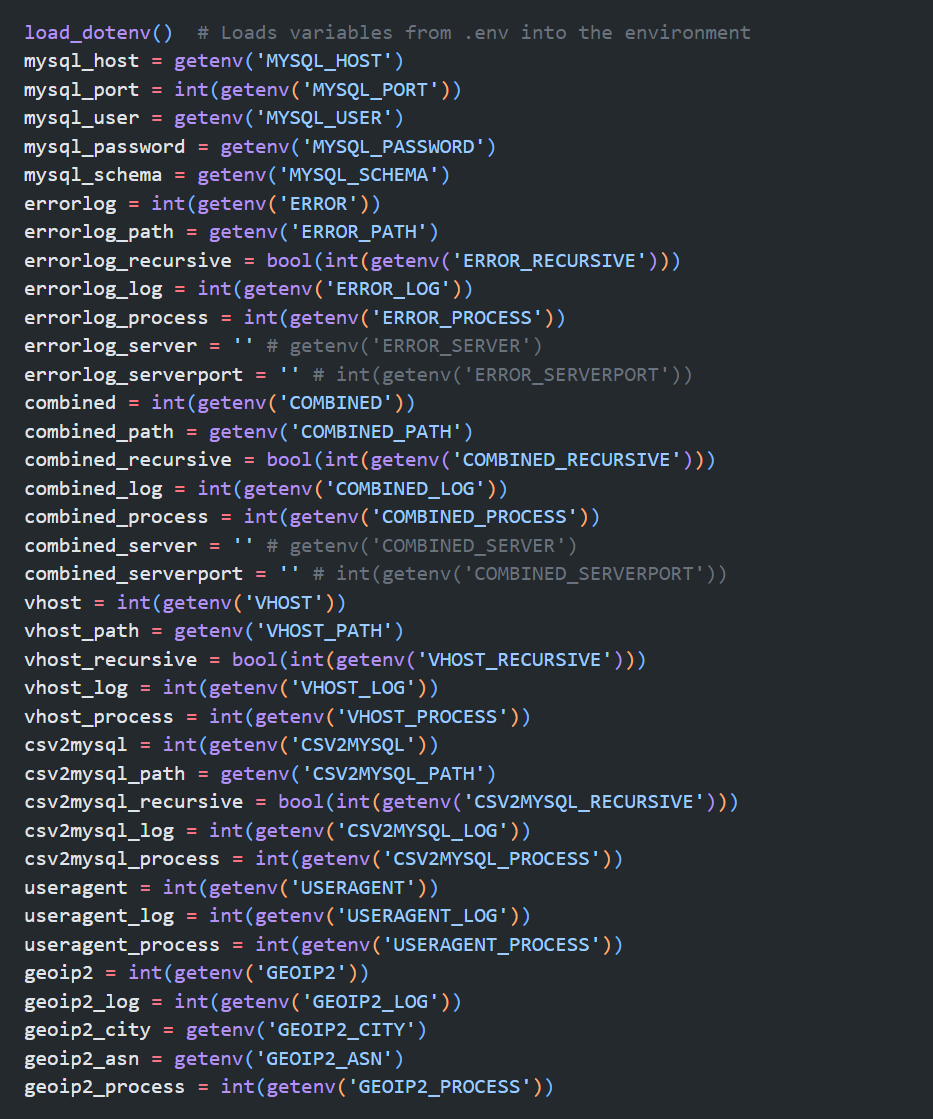 load_dotenv()  # Loads variables from .env into the environment
mysql_host = getenv('MYSQL_HOST')
mysql_port = int(getenv('MYSQL_PORT'))
mysql_user = getenv('MYSQL_USER')
mysql_password = getenv('MYSQL_PASSWORD')
mysql_schema = getenv('MYSQL_SCHEMA')
errorlog = int(getenv('ERROR'))
errorlog_path = getenv('ERROR_PATH')
errorlog_recursive = bool(int(getenv('ERROR_RECURSIVE')))
errorlog_log = int(getenv('ERROR_LOG'))
errorlog_process = int(getenv('ERROR_PROCESS'))
errorlog_server = '' # getenv('ERROR_SERVER')
errorlog_serverport = '' # int(getenv('ERROR_SERVERPORT'))
combined = int(getenv('COMBINED'))
combined_path = getenv('COMBINED_PATH')
combined_recursive = bool(int(getenv('COMBINED_RECURSIVE')))
combined_log = int(getenv('COMBINED_LOG'))
combined_process = int(getenv('COMBINED_PROCESS'))
combined_server = '' # getenv('COMBINED_SERVER')
combined_serverport = '' # int(getenv('COMBINED_SERVERPORT'))
vhost = int(getenv('VHOST'))
vhost_path = getenv('VHOST_PATH')
vhost_recursive = bool(int(getenv('VHOST_RECURSIVE')))
vhost_log = int(getenv('VHOST_LOG'))
vhost_process = int(getenv('VHOST_PROCESS'))
csv2mysql = int(getenv('CSV2MYSQL'))
csv2mysql_path = getenv('CSV2MYSQL_PATH')
csv2mysql_recursive = bool(int(getenv('CSV2MYSQL_RECURSIVE')))
csv2mysql_log = int(getenv('CSV2MYSQL_LOG'))
csv2mysql_process = int(getenv('CSV2MYSQL_PROCESS'))
useragent = int(getenv('USERAGENT'))
useragent_log = int(getenv('USERAGENT_LOG'))
useragent_process = int(getenv('USERAGENT_PROCESS'))
geoip2 = int(getenv('GEOIP2'))
geoip2_log = int(getenv('GEOIP2_LOG'))
geoip2_city = getenv('GEOIP2_CITY')
geoip2_asn = getenv('GEOIP2_ASN')
geoip2_process = int(getenv('GEOIP2_PROCESS'))